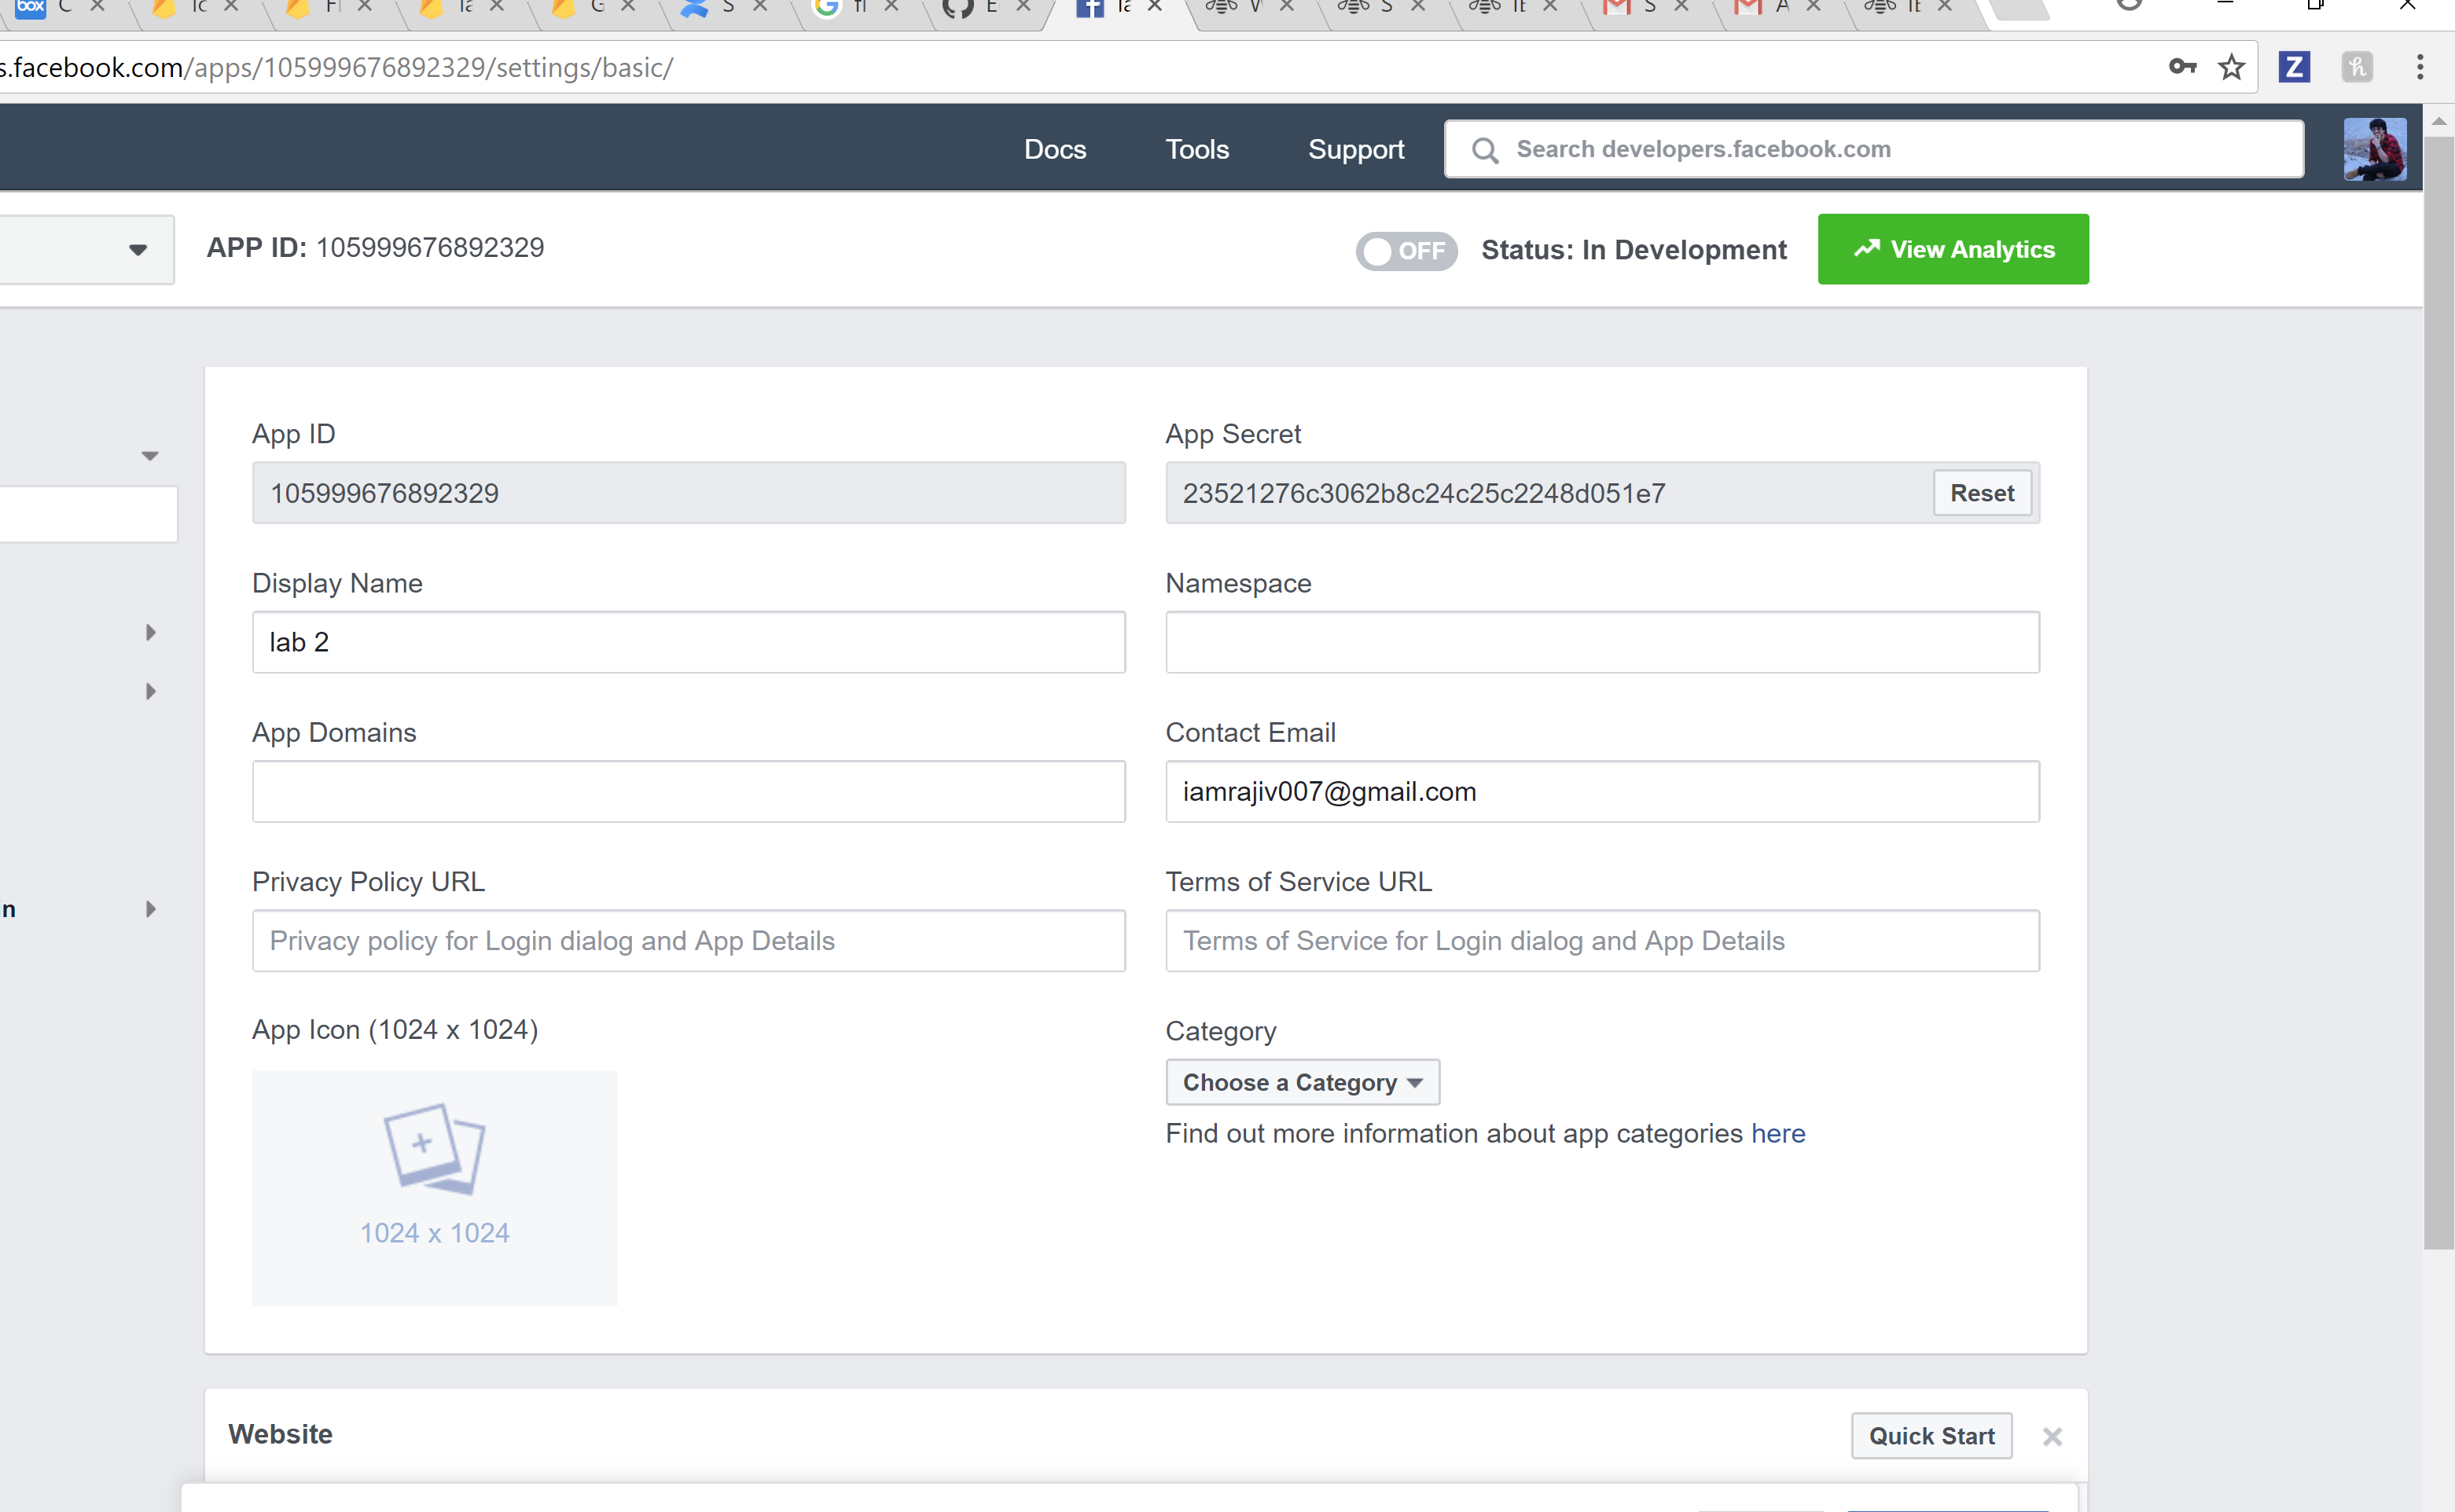 box C
S
G
E
S
S
A
s.facebook.com/apps/105999676892329/settings/basic/
Z h
Docs Tools Support Search developers.facebook.com
APP ID: 105999676892329 OFF Status: In Development View Analytics
App ID App Secret
105999676892329 23521276c3062b8c24c25c2248d051e7 Reset
Display Name Namespace
lab 2
App Domains Contact Email
iamrajiv007@gmail.com
Privacy Policy URL Terms of Service URL
n
Privacy policy for Login dialog and App Details Terms of Service for Login dialog and App Details
App Icon (1024 x 1024) Category
Choose a Category
Find out more information about app categories here
1024 x 1024
Website Quick Start